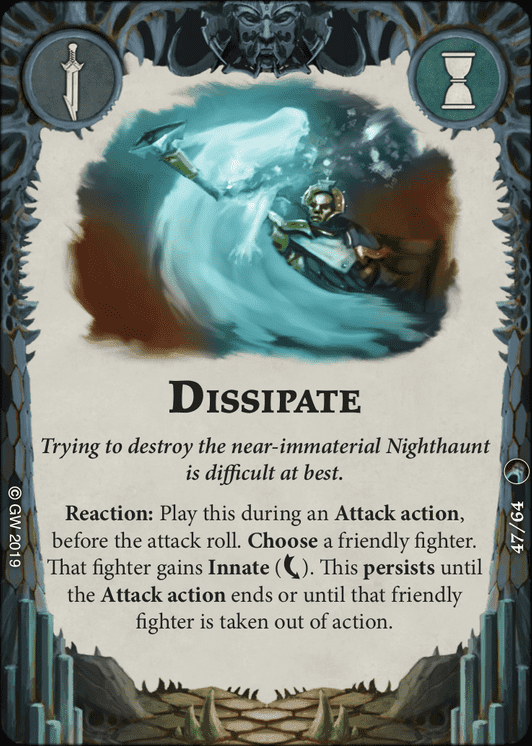 Dissipate
Trying to destroy the near-immaterial Nighthaunt
is difficult at best.
Reaction: Play this during an Attack action,
before the attack roll. Choose a friendly fighter.
That fighter gains Innate (). This persists until
the Attack action ends or until that friendly
fighter is taken out of action.
© GW 2019
47/64